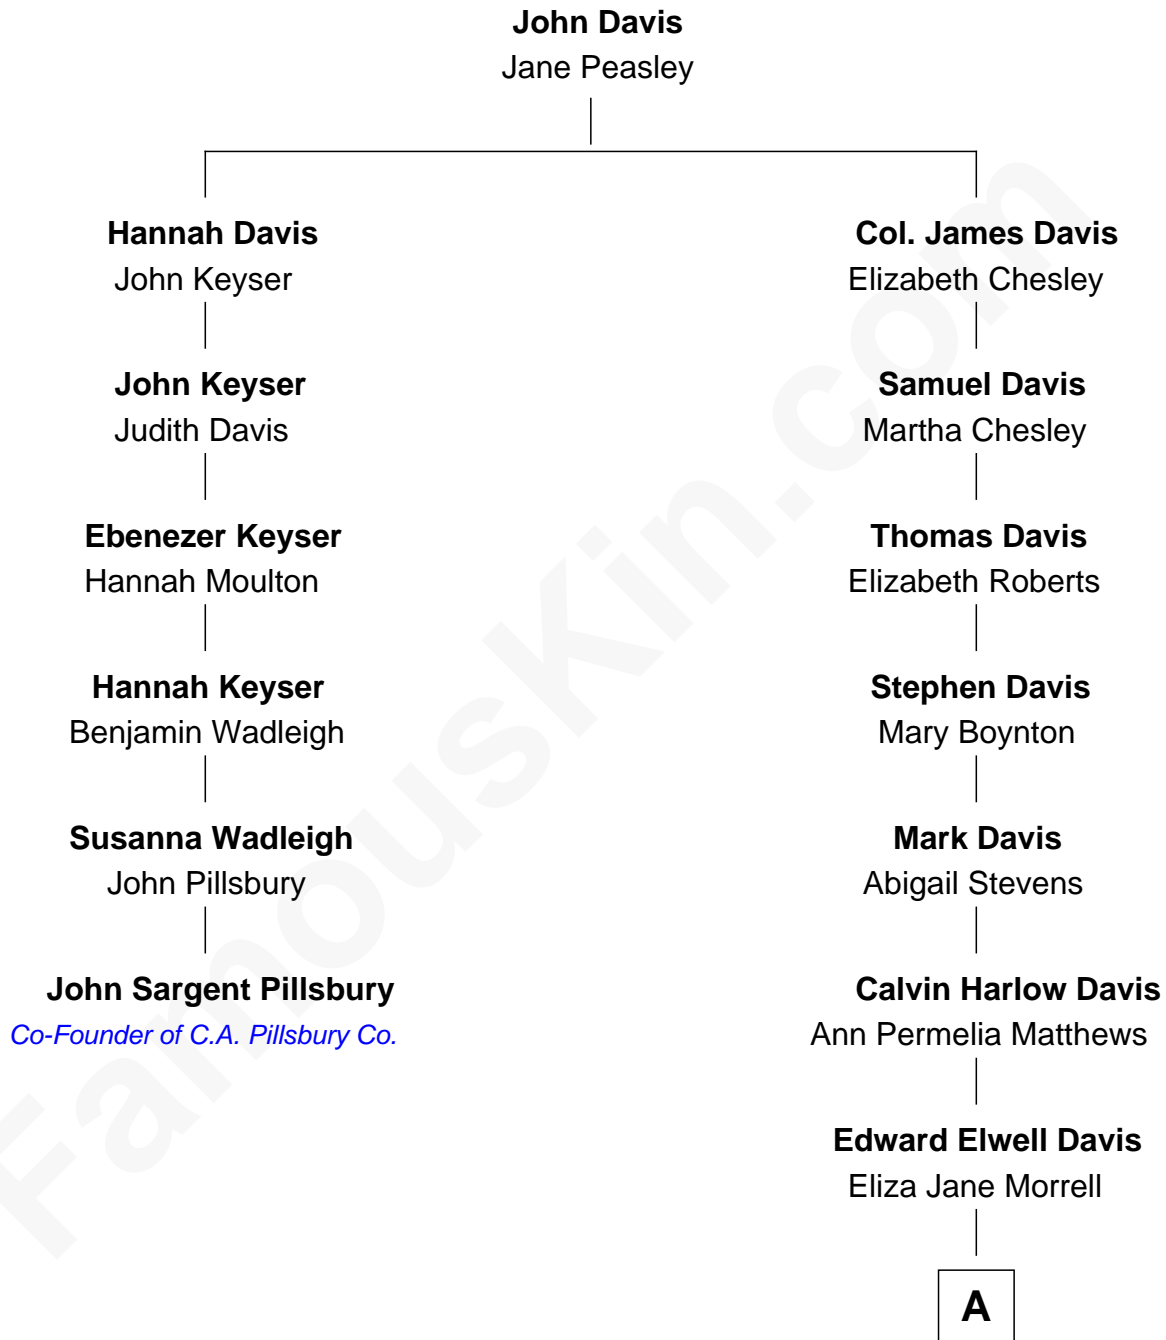 John Davis
Jane Peasley
Hannah Davis
John Keyser
John Keyser
Judith Davis
Ebenezer Keyser
Hannah Moulton
Hannah Keyser
Benjamin Wadleigh
Susanna Wadleigh
John Pillsbury
John Sargent Pillsbury
Co-Founder of C.A. Pillsbury Co.
Col. James Davis
Elizabeth Chesley
Samuel Davis
Martha Chesley
Thomas Davis
Elizabeth Roberts
Stephen Davis
Mary Boynton
Mark Davis
Abigail Stevens
Calvin Harlow Davis
Ann Permelia Matthews
Edward Elwell Davis
Eliza Jane Morrell
A
FamousKin.com